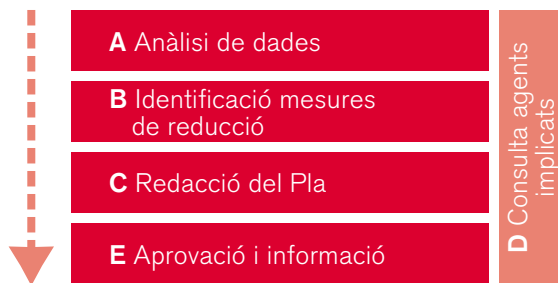 A Anàlisi de dades
B Identificació mesures
de reducció
C Redacció del Pla
E Aprovació i informació
D Consulta agents
implicats